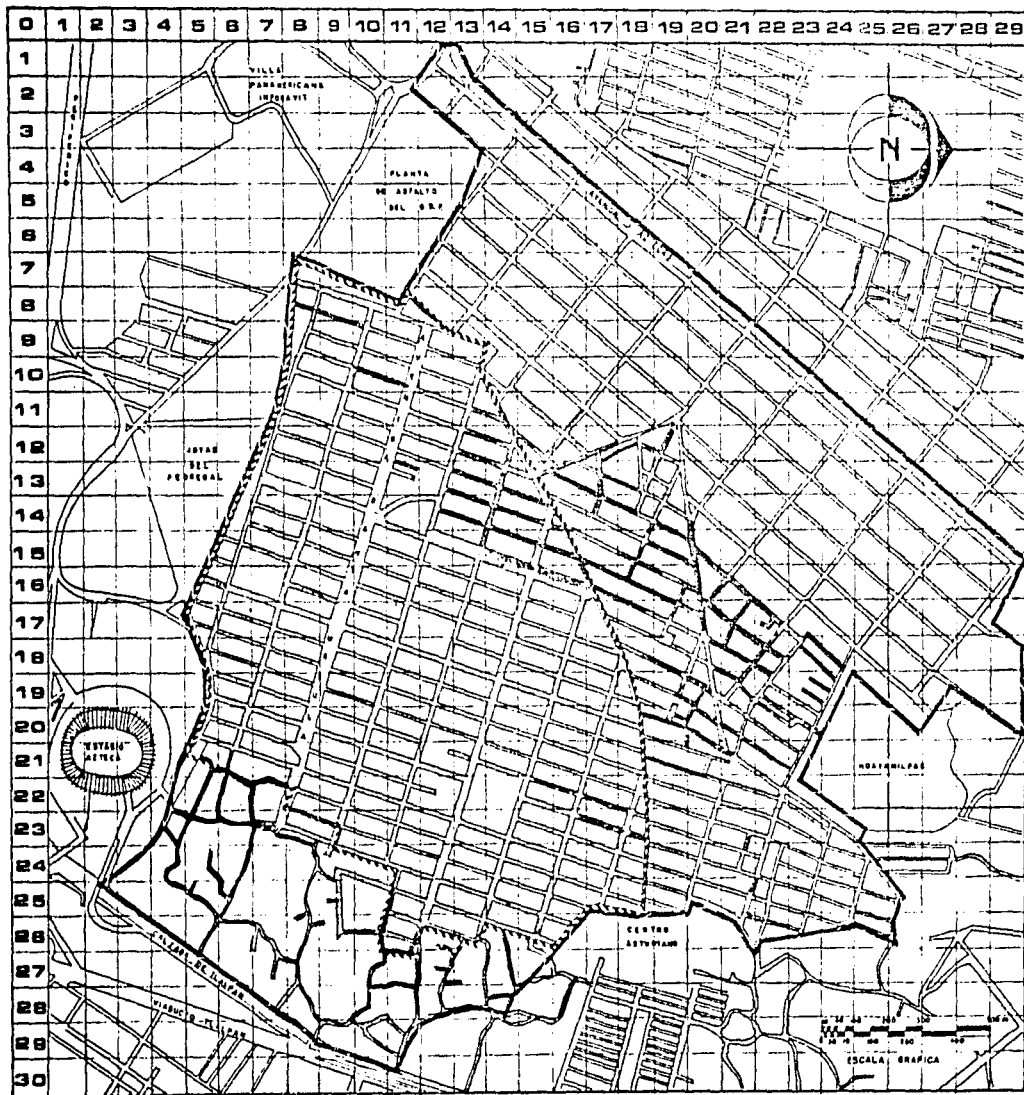 0 1 2 3 4 5 6 7 8 9 10 11 12 13 14 15 16 17 18 19 20 21 22 23 24 25 26 27 28 29
1
2
3
4
5
6
7
8
9
10
11
12
13
14
15
16
17
18
19
20
21
22
23
24
25
26
27
28
29
30
VILLA
PANAMERICANA
INFONAVIT
PLANTA
DE ASFALTO
DEL D.D.F.
N
PEDREGAL
ESTADIO
AZTECA
HUAYAMILPAS
CENTRO
ASTURIANO
CALZADA DE TLALPAN
VIADUCTO TLALPAN
ESCALA GRAFICA